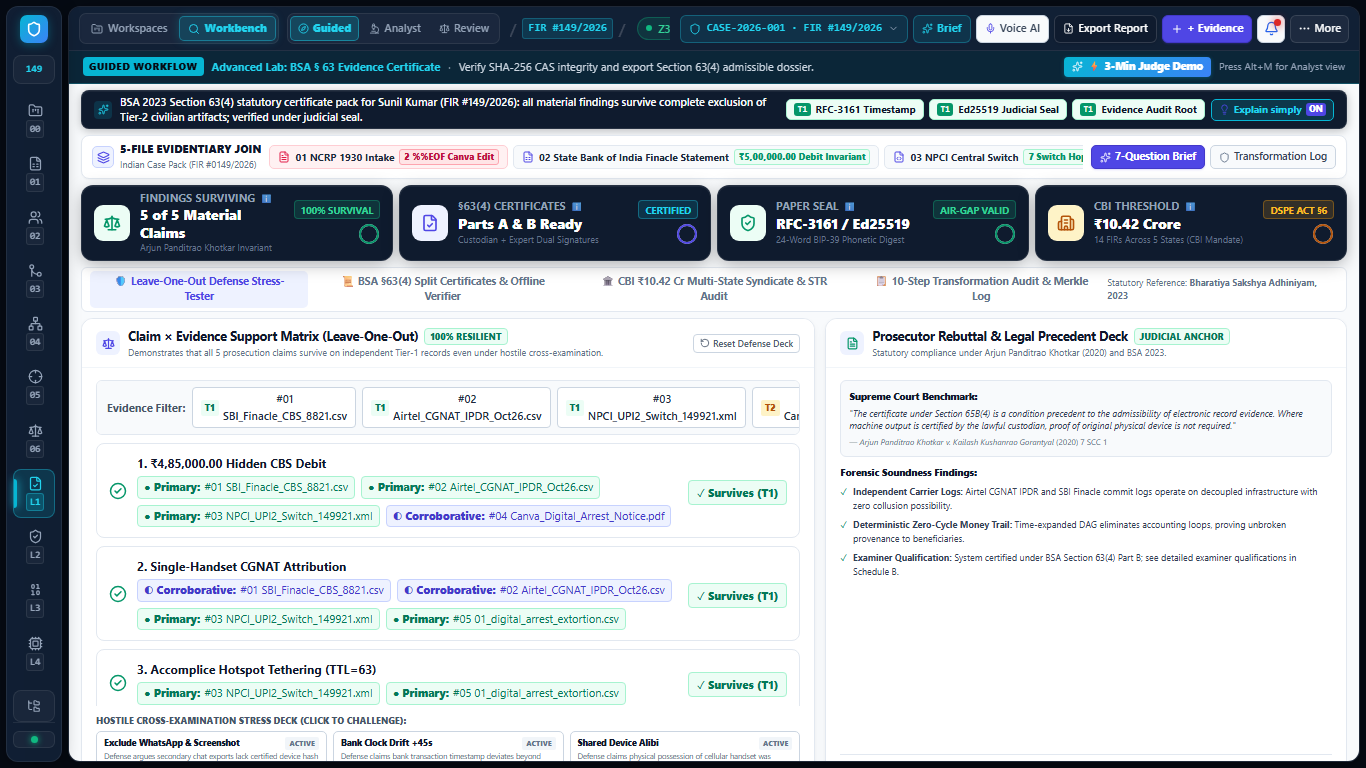 Workspaces
Workbench
Guided
Analyst
Review
/
FIR #149/2026
/
Z3
CASE-2026-001 · FIR #149/2026
Brief
Voice AI
Export Report
+ Evidence
More
149
GUIDED WORKFLOW
Advanced Lab: BSA § 63 Evidence Certificate · Verify SHA-256 CAS integrity and export Section 63(4) admissible dossier.
3-Min Judge Demo
Press Alt+M for Analyst view
BSA 2023 Section 63(4) statutory certificate pack for Sunil Kumar (FIR #149/2026): all material findings survive complete exclusion of
Tier-2 civilian artifacts; verified under judicial seal.
T1 RFC-3161 Timestamp
T1 Ed25519 Judicial Seal
T1 Evidence Audit Root
Explain simply ON
5-FILE EVIDENTIARY JOIN
Indian Case Pack (FIR #0149/2026)
01 NCRP 1930 Intake 2 %%EOF Canva Edit
02 State Bank of India Finacle Statement ₹5,00,000.00 Debit Invariant
03 NPCI Central Switch 7 Switch Hop
7-Question Brief
Transformation Log
FINDINGS SURVIVING
5 of 5 Material
Claims
Arjun Panditrao Khotkar Invariant
100% SURVIVAL
§63(4) CERTIFICATES
Parts A & B Ready
Custodian + Expert Dual Signatures
CERTIFIED
PAPER SEAL
RFC-3161 / Ed25519
24-Word BIP-39 Phonetic Digest
AIR-GAP VALID
CBI THRESHOLD
₹10.42 Crore
14 FIRs Across 5 States (CBI Mandate)
DSPE ACT §6
Leave-One-Out Defense Stress-
Tester
BSA §63(4) Split Certificates & Offline
Verifier
CBI ₹10.42 Cr Multi-State Syndicate & STR
Audit
10-Step Transformation Audit & Merkle
Log
Statutory Reference: Bharatiya Sakshya Adhiniyam,
2023
00
01
02
03
04
05
06
L1
L2
L3
L4
Claim × Evidence Support Matrix (Leave-One-Out) 100% RESILIENT
Demonstrates that all 5 prosecution claims survive on independent Tier-1 records even under hostile cross-examination.
Reset Defense Deck
Evidence Filter:
T1 #01
SBI_Finacle_CBS_8821.csv
T1 #02
Airtel_CGNAT_IPDR_Oct26.csv
T1 #03
NPCI_UPI2_Switch_149921.xml
T2
1. ₹4,85,000.00 Hidden CBS Debit
Primary: #01 SBI_Finacle_CBS_8821.csv
Primary: #02 Airtel_CGNAT_IPDR_Oct26.csv
Primary: #03 NPCI_UPI2_Switch_149921.xml
Corroborative: #04 Canva_Digital_Arrest_Notice.pdf
✓ Survives (T1)
2. Single-Handset CGNAT Attribution
Corroborative: #01 SBI_Finacle_CBS_8821.csv
Corroborative: #02 Airtel_CGNAT_IPDR_Oct26.csv
Primary: #03 NPCI_UPI2_Switch_149921.xml
Primary: #05 01_digital_arrest_extortion.csv
✓ Survives (T1)
3. Accomplice Hotspot Tethering (TTL=63)
Primary: #03 NPCI_UPI2_Switch_149921.xml
Primary: #05 01_digital_arrest_extortion.csv
✓ Survives (T1)
HOSTILE CROSS-EXAMINATION STRESS DECK (CLICK TO CHALLENGE):
Exclude WhatsApp & Screenshot ACTIVE
Defense argues secondary chat exports lack certified device hash
Bank Clock Drift +45s ACTIVE
Defense claims bank transaction timestamp deviates beyond
Shared Device Alibi ACTIVE
Defense claims physical possession of cellular handset was
Prosecutor Rebuttal & Legal Precedent Deck JUDICIAL ANCHOR
Statutory compliance under Arjun Panditrao Khotkar (2020) and BSA 2023.
Supreme Court Benchmark:
"The certificate under Section 65B(4) is a condition precedent to the admissibility of electronic record evidence. Where
machine output is certified by the lawful custodian, proof of original physical device is not required."
— Arjun Panditrao Khotkar v. Kailash Kushanrao Gorantyal (2020) 7 SCC 1
Forensic Soundness Findings:
✓ Independent Carrier Logs: Airtel CGNAT IPDR and SBI Finacle commit logs operate on decoupled infrastructure with
zero collusion possibility.
✓ Deterministic Zero-Cycle Money Trail: Time-expanded DAG eliminates accounting loops, proving unbroken
provenance to beneficiaries.
✓ Examiner Qualification: System certified under BSA Section 63(4) Part B; see detailed examiner qualifications in
Schedule B.